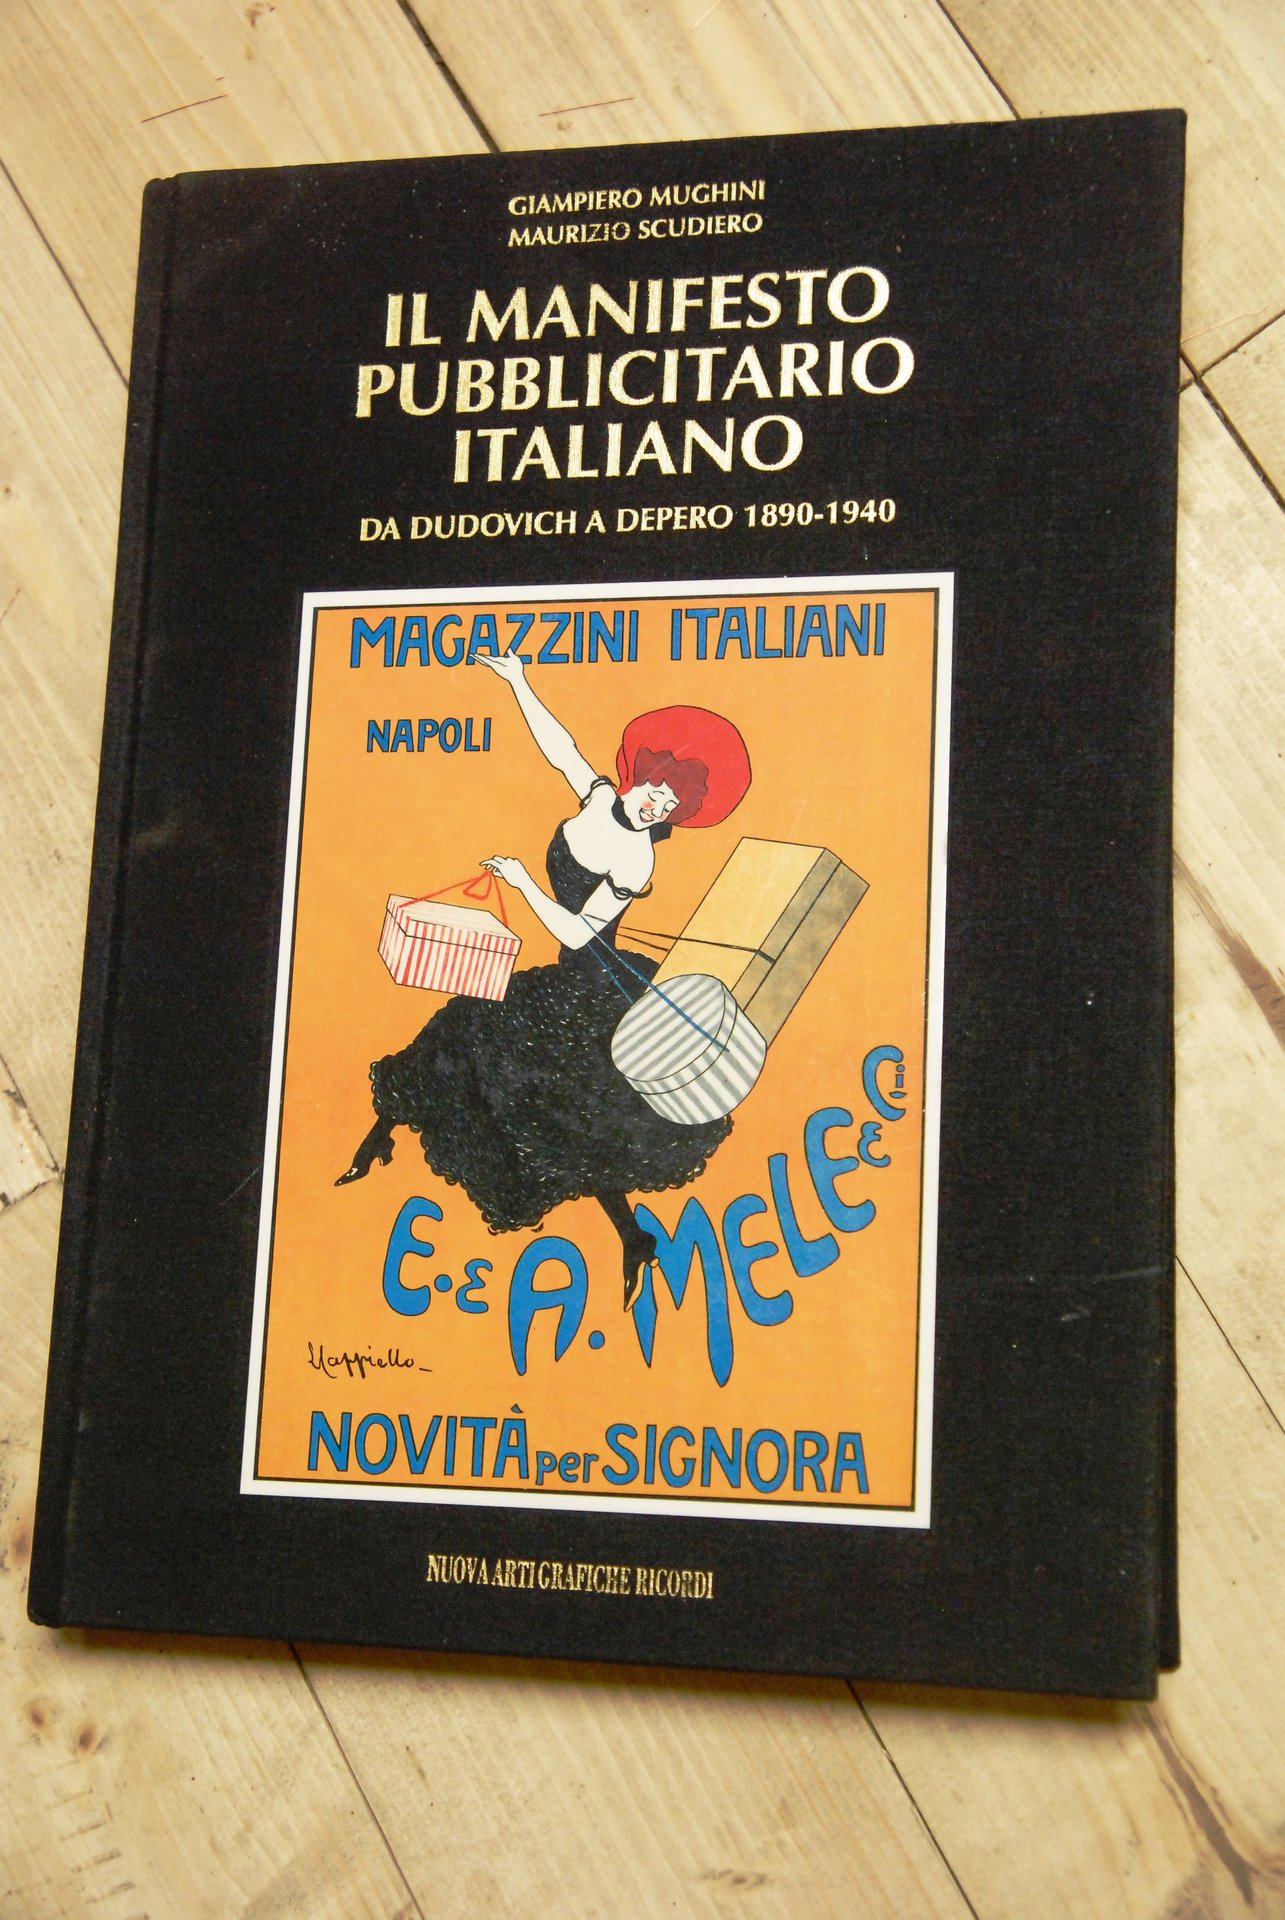 GIAMPIERO MUGHINI
MAURIZIO SCUDIERO
IL MANIFESTO
PUBBLICITARIO
ITALIANO
DA DUDOVICH A DEPERO 1890-1940
MAGAZZINI ITALIANI
NAPOLI
E. E A. MELE E Ci
LCappiello
NOVITÀ per SIGNORA
NUOVA ARTI GRAFICHE RICORDI